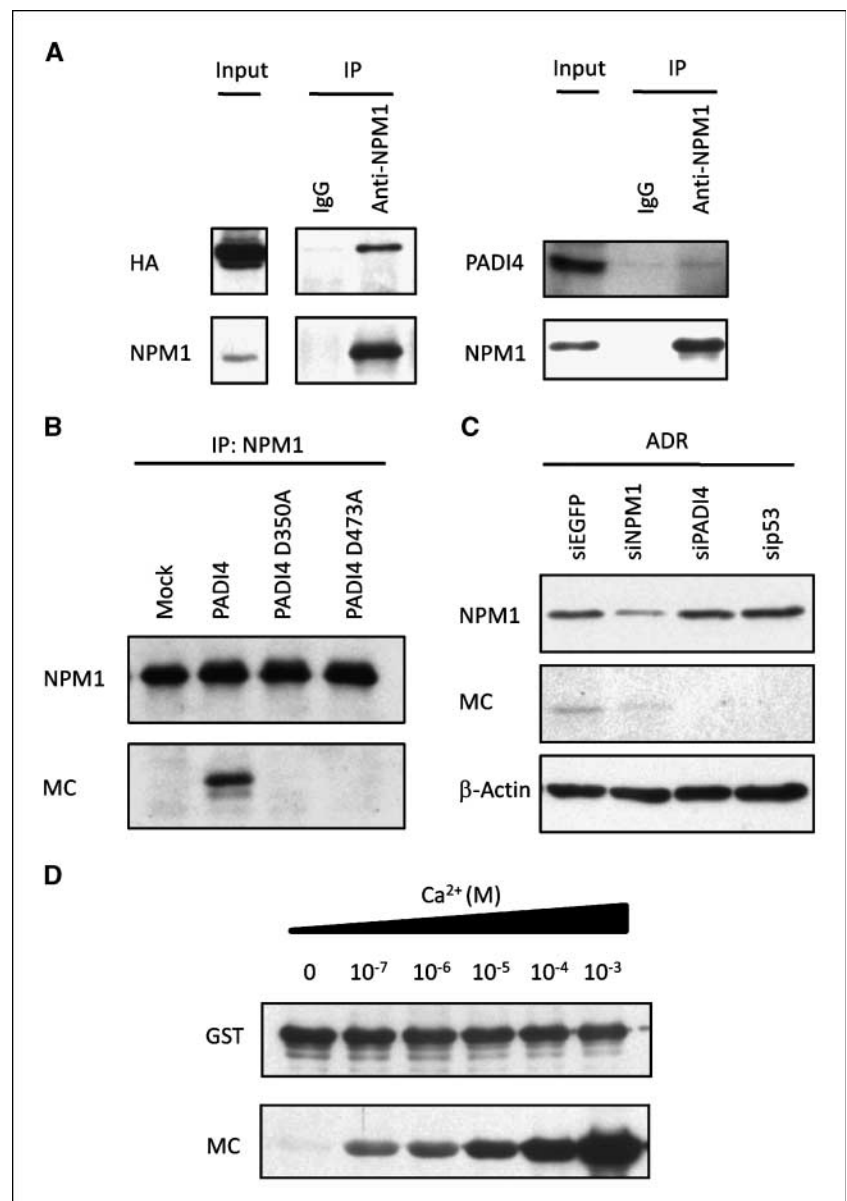 A
Input IP Input IP
IgG Anti-NPM1 IgG Anti-NPM1
HA PADI4
NPM1 NPM1
B
IP: NPM1
Mock PADI4 PADI4 D350A PADI4 D473A
NPM1
MC
C
ADR
siEGFP siNPM1 siPADI4 sip53
NPM1
MC
β-Actin
D
Ca²⁺ (M)
0 10⁻⁷ 10⁻⁶ 10⁻⁵ 10⁻⁴ 10⁻³
GST
MC